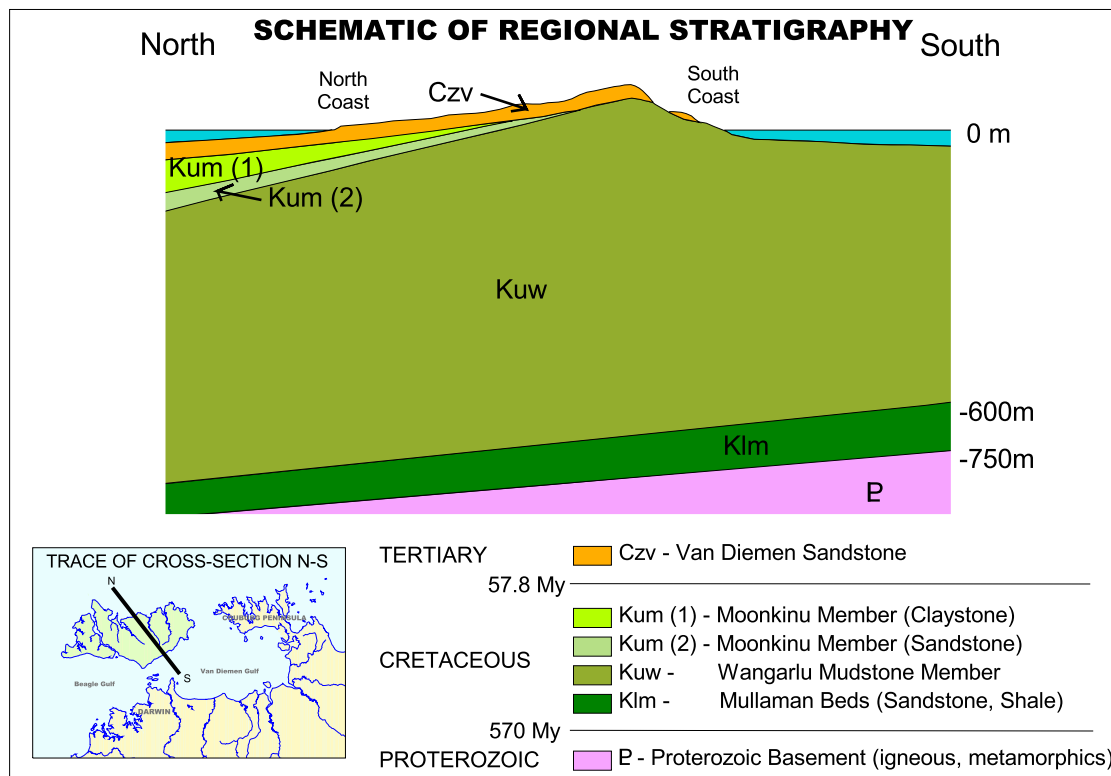 SCHEMATIC OF REGIONAL STRATIGRAPHY
North
South
North
Coast
South
Coast
Czv
0 m
Kum (1)
Kum (2)
Kuw
-600m
Klm
-750m
P
TRACE OF CROSS-SECTION N-S
N
COBURG PENINSULA
Van Diemen Gulf
S
Beagle Gulf
DARWIN
TERTIARY
Czv - Van Diemen Sandstone
57.8 My
Kum (1) - Moonkinu Member (Claystone)
Kum (2) - Moonkinu Member (Sandstone)
CRETACEOUS
Kuw - Wangarlu Mudstone Member
Klm - Mullaman Beds (Sandstone, Shale)
570 My
PROTEROZOIC
P - Proterozoic Basement (igneous, metamorphics)